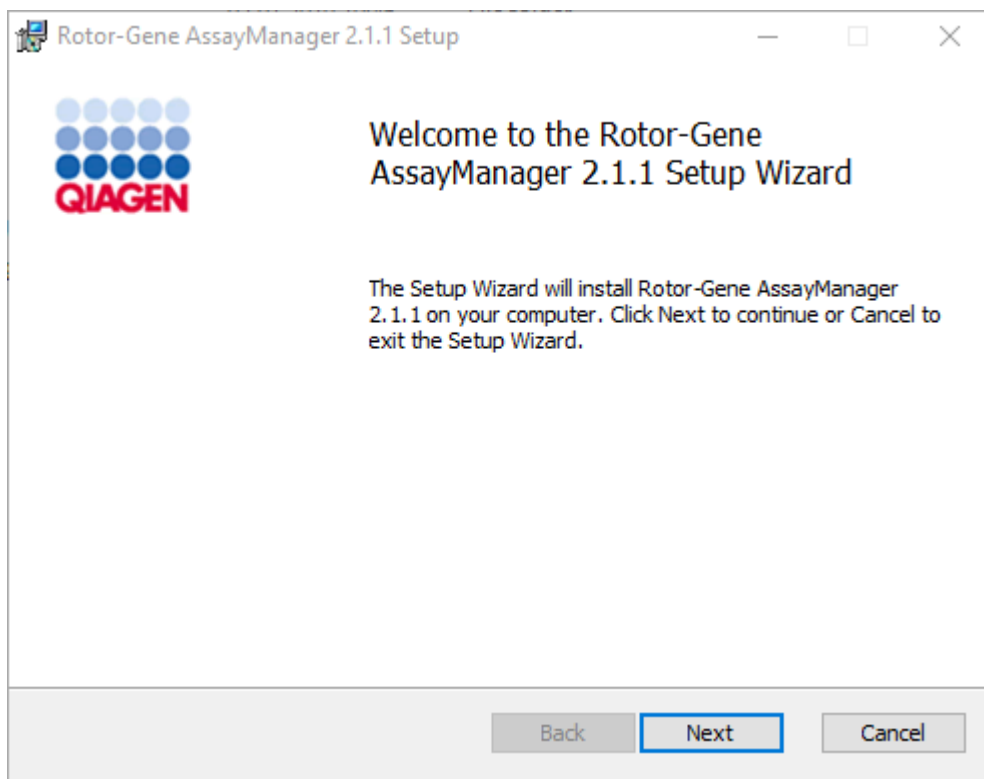 Rotor-Gene AssayManager 2.1.1 Setup
QIAGEN
Welcome to the Rotor-Gene
AssayManager 2.1.1 Setup Wizard
The Setup Wizard will install Rotor-Gene AssayManager
2.1.1 on your computer. Click Next to continue or Cancel to
exit the Setup Wizard.
Back
Next
Cancel